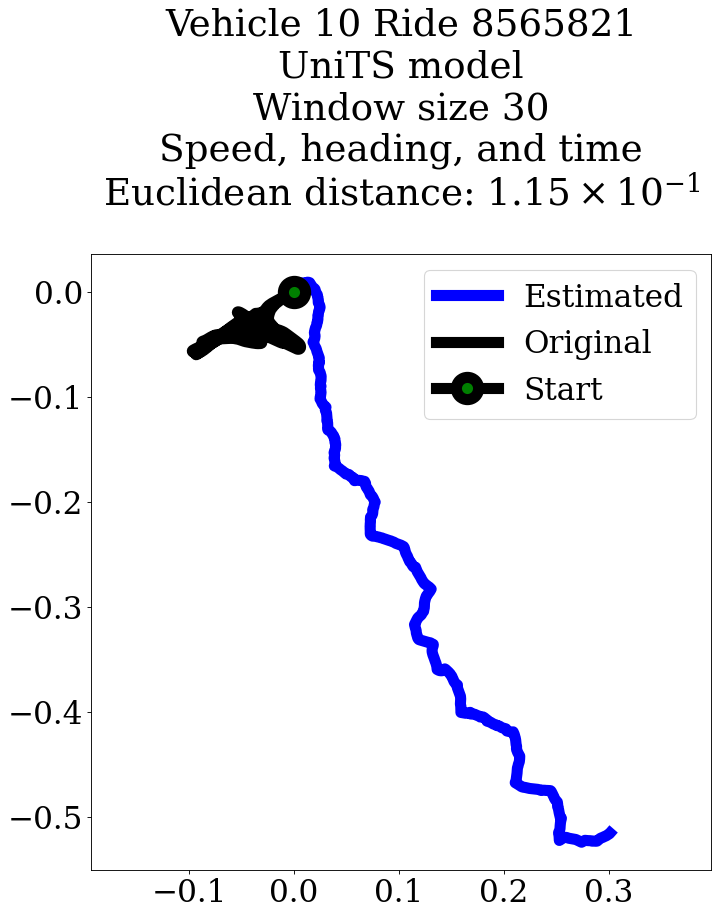 Vehicle 10 Ride 8565821
UniTS model
Window size 30
Speed, heading, and time
Euclidean distance: 1.15 × 10⁻¹
Estimated
Original
Start
0.0
−0.1
−0.2
−0.3
−0.4
−0.5
−0.1 0.0 0.1 0.2 0.3